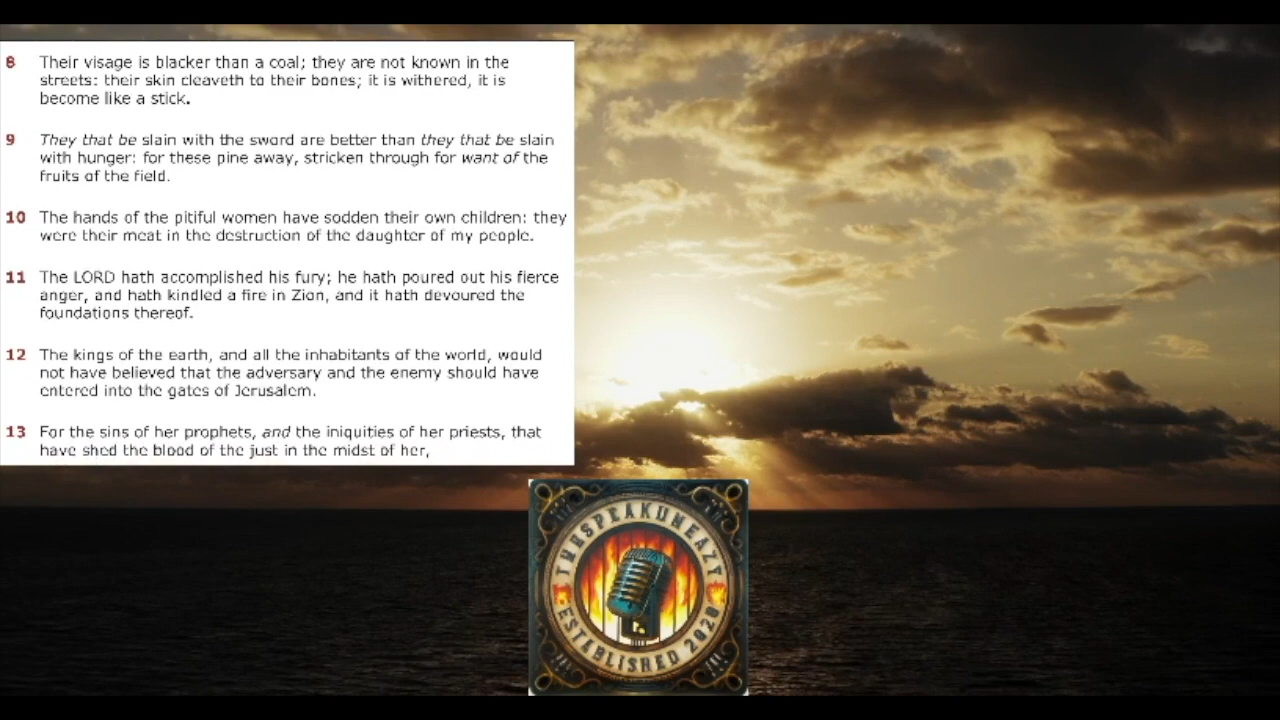 8 Their visage is blacker than a coal; they are not known in the
streets: their skin cleaveth to their bones; it is withered, it is
become like a stick.
9 They that be slain with the sword are better than they that be slain
with hunger: for these pine away, stricken through for want of the
fruits of the field.
10 The hands of the pitiful women have sodden their own children: they
were their meat in the destruction of the daughter of my people.
11 The LORD hath accomplished his fury; he hath poured out his fierce
anger, and hath kindled a fire in Zion, and it hath devoured the
foundations thereof.
12 The kings of the earth, and all the inhabitants of the world, would
not have believed that the adversary and the enemy should have
entered into the gates of Jerusalem.
13 For the sins of her prophets, and the iniquities of her priests, that
have shed the blood of the just in the midst of her,
THESPEAKUNEAZY
ESTABLISHED 2020